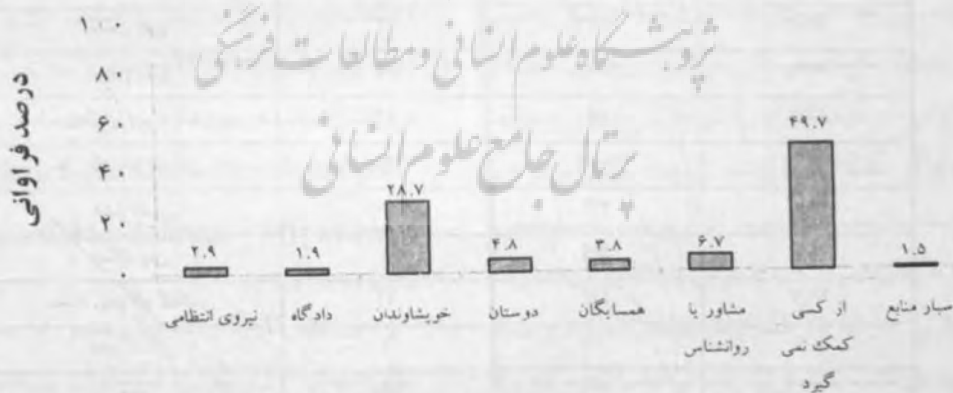 پژوهشگاه علوم انسانی و مطالعات فرهنگی
پرتال جامع علوم انسانی
درصد فراوانی
۱۰۰
۸۰
۶۰
۴۰
۲۰
۰
۲.۹
۱.۹
۲۸.۷
۴.۸
۳.۸
۶.۷
۴۹.۷
۱.۵
نیروی انتظامی
دادگاه
خویشاوندان
دوستان
همسایگان
مشاور یا
روانشناس
از کسی
کمک نمی
گیرد
سیار منابع